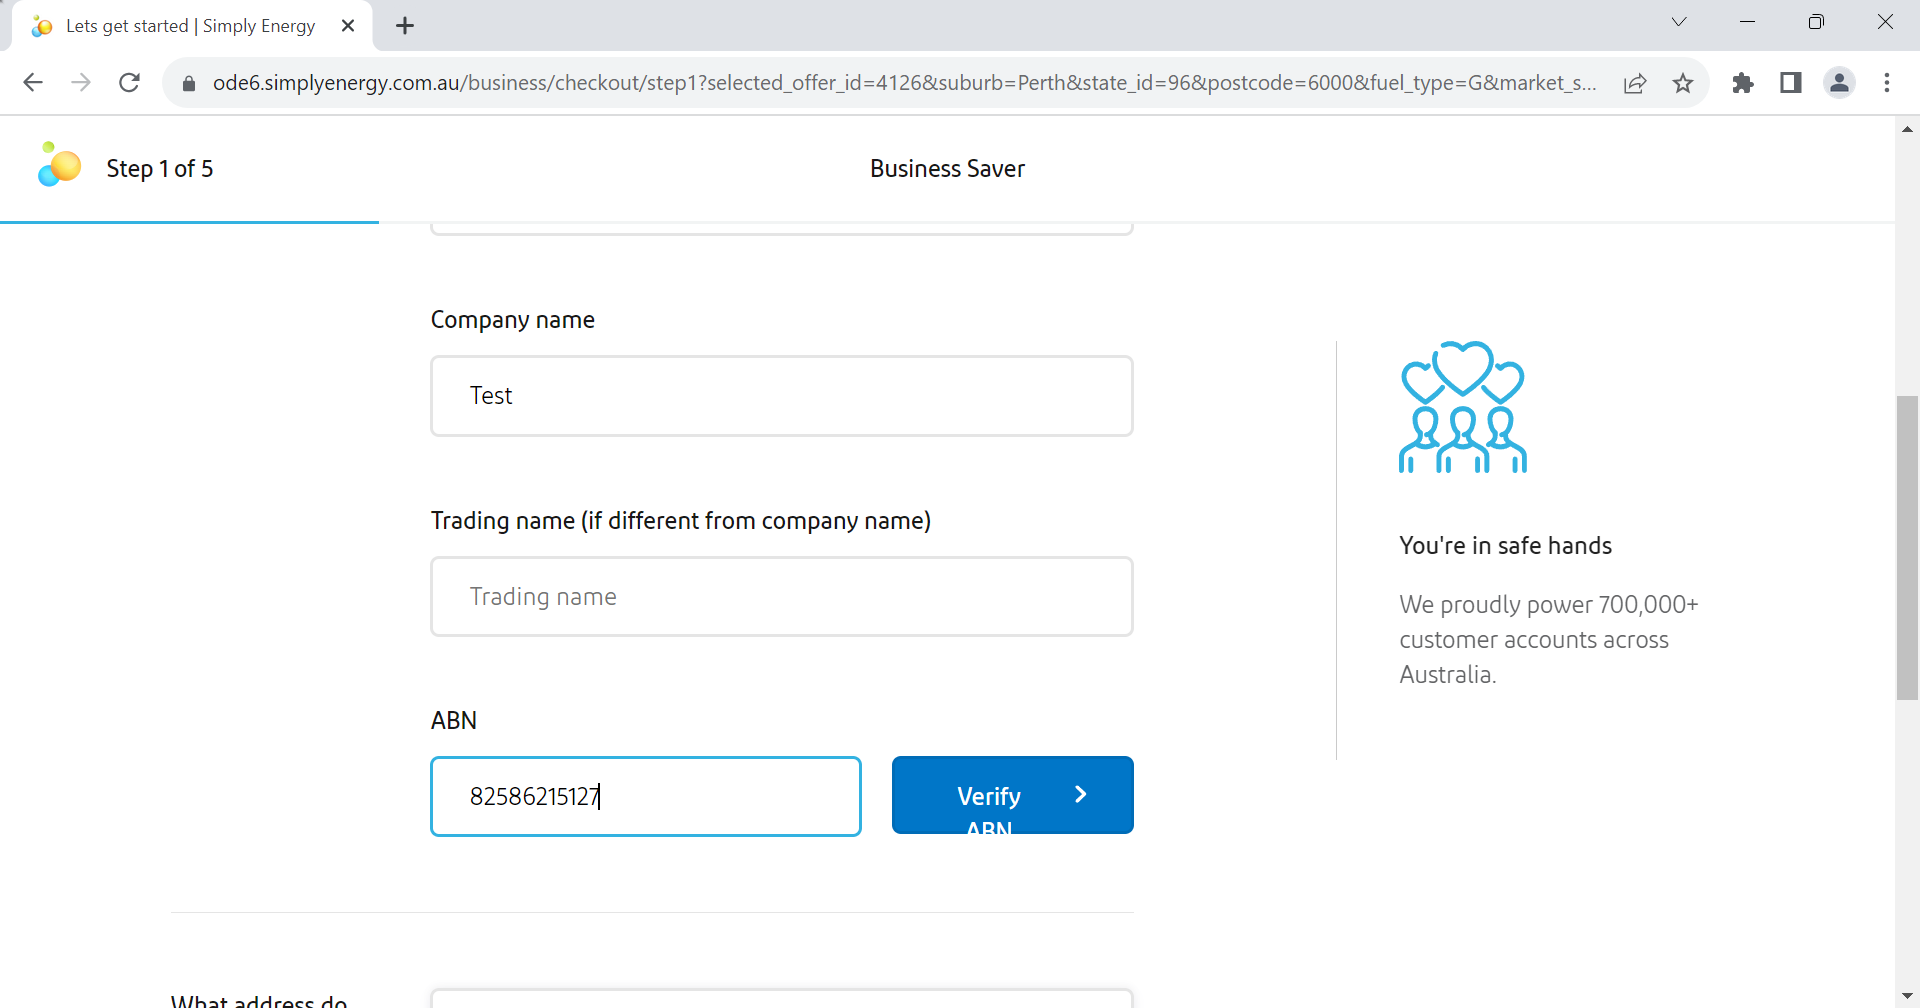 Lets get started | Simply Energy
ode6.simplyenergy.com.au/business/checkout/step1?selected_offer_id=4126&suburb=Perth&state_id=96&postcode=6000&fuel_type=G&market_s...
Step 1 of 5
Business Saver
Company name
Test
Trading name (if different from company name)
Trading name
ABN
82586215127
Verify
ABN
You're in safe hands
We proudly power 700,000+
customer accounts across
Australia.
What address do